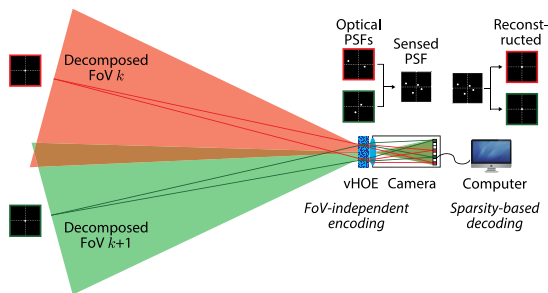 Optical
PSFs
Sensed
PSF
Reconst-
ructed
Decomposed
FoV k
Decomposed
FoV k+1
vHOE
Camera
Computer
FoV-independent
encoding
Sparsity-based
decoding